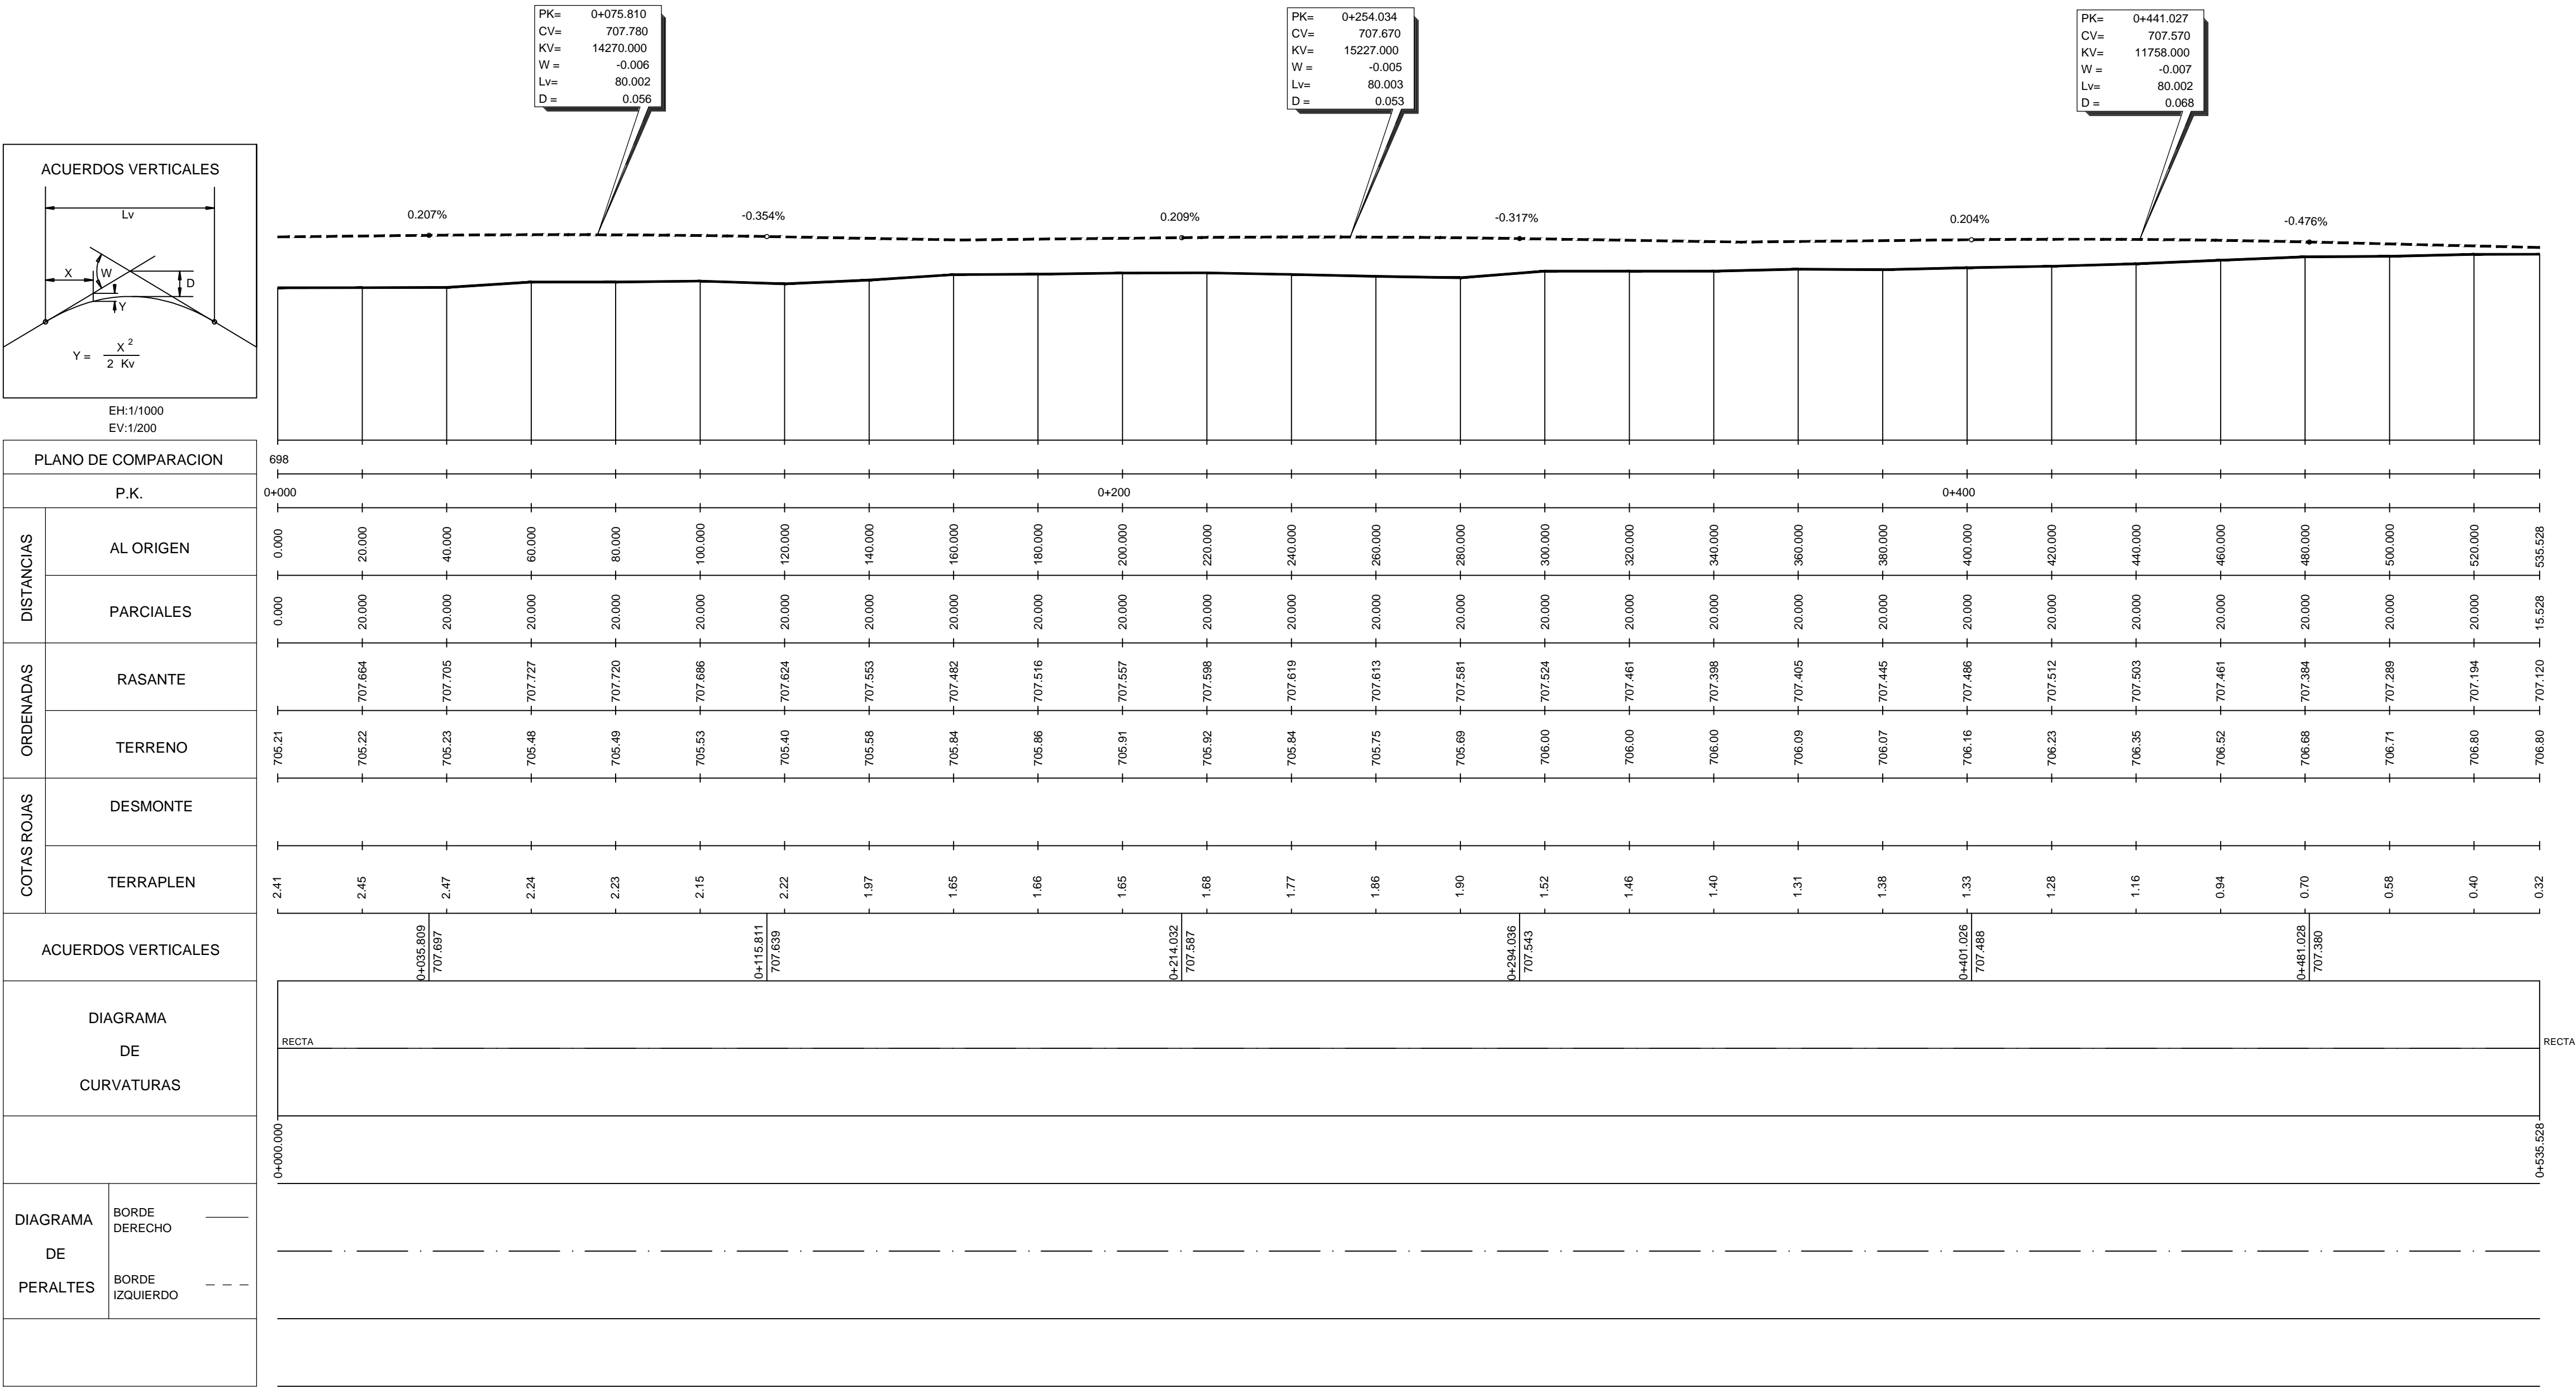 PK= 0+075.810
CV= 707.780
KV= 14270.000
W = -0.006
Lv= 80.002
D = 0.056
PK= 0+254.034
CV= 707.670
KV= 15227.000
W = -0.005
Lv= 80.003
D = 0.053
PK= 0+441.027
CV= 707.570
KV= 11758.000
W = -0.007
Lv= 80.002
D = 0.068
ACUERDOS VERTICALES
Lv
X W D
Y
Y = X 2
2 Kv
EH:1/1000
EV:1/200
0.207% -0.354% 0.209% -0.317% 0.204% -0.476%
PLANO DE COMPARACION 698
P.K. 0+000 0+200 0+400
DISTANCIAS
AL ORIGEN 0.000 20.000 40.000 60.000 80.000 100.000 120.000 140.000 160.000 180.000 200.000 220.000 240.000 260.000 280.000 300.000 320.000 340.000 360.000 380.000 400.000 420.000 440.000 460.000 480.000 500.000 520.000 535.528
PARCIALES 0.000 20.000 20.000 20.000 20.000 20.000 20.000 20.000 20.000 20.000 20.000 20.000 20.000 20.000 20.000 20.000 20.000 20.000 20.000 20.000 20.000 20.000 20.000 20.000 20.000 20.000 20.000 15.528
ORDENADAS
RASANTE 707.664 707.705 707.727 707.720 707.686 707.624 707.553 707.482 707.516 707.557 707.598 707.619 707.613 707.581 707.524 707.461 707.398 707.405 707.445 707.486 707.512 707.503 707.461 707.384 707.289 707.194 707.120
TERRENO 705.21 705.22 705.23 705.48 705.49 705.53 705.40 705.58 705.84 705.86 705.91 705.92 705.84 705.75 705.69 706.00 706.00 706.00 706.09 706.07 706.16 706.23 706.35 706.52 706.68 706.71 706.80 706.80
COTAS ROJAS
DESMONTE
TERRAPLEN 2.41 2.45 2.47 2.24 2.23 2.15 2.22 1.97 1.65 1.66 1.65 1.68 1.77 1.86 1.90 1.52 1.46 1.40 1.31 1.38 1.33 1.28 1.16 0.94 0.70 0.58 0.40 0.32
ACUERDOS VERTICALES
0+035.809
707.697
0+115.811
707.639
0+214.032
707.587
0+294.036
707.543
0+401.026
707.488
0+481.028
707.380
DIAGRAMA
DE
CURVATURAS
RECTA RECTA
0+000.000 0+535.528
DIAGRAMA
DE
PERALTES
BORDE
DERECHO
BORDE
IZQUIERDO